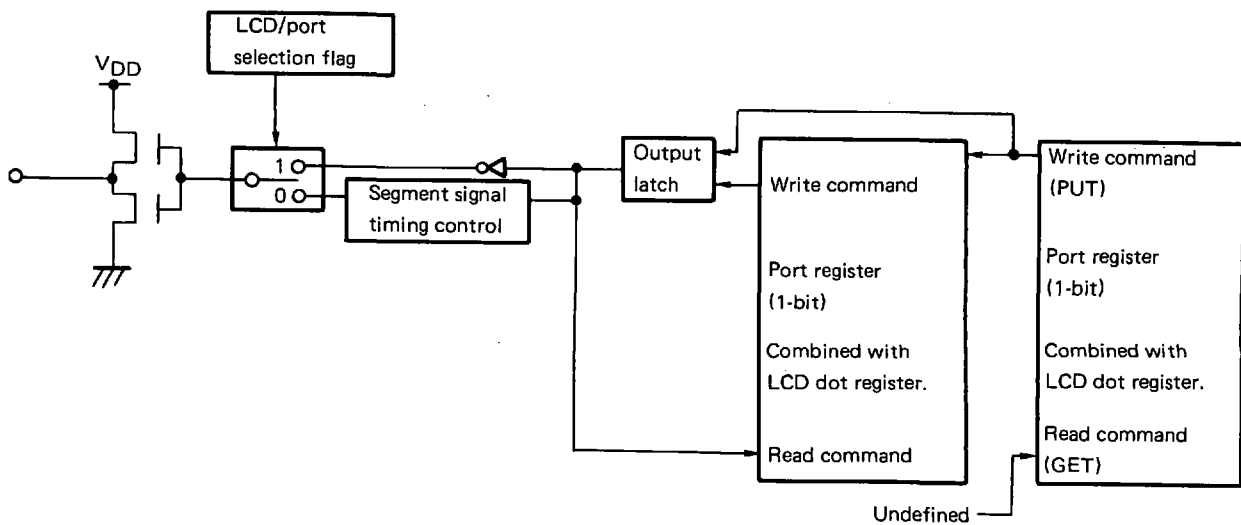 LCD/port
selection flag
VDD
1
0
Segment signal
timing control
Output
latch
Write command
Port register
(1-bit)
Combined with
LCD dot register.
Read command
Write command
(PUT)
Port register
(1-bit)
Combined with
LCD dot register.
Read command
(GET)
Undefined